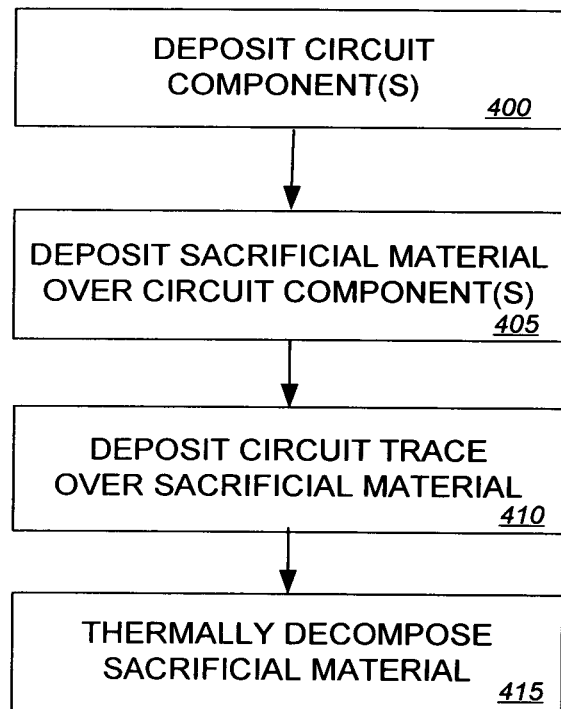 DEPOSIT CIRCUIT
COMPONENT(S)
400
DEPOSIT SACRIFICIAL MATERIAL
OVER CIRCUIT COMPONENT(S)
405
DEPOSIT CIRCUIT TRACE
OVER SACRIFICIAL MATERIAL
410
THERMALLY DECOMPOSE
SACRIFICIAL MATERIAL
415